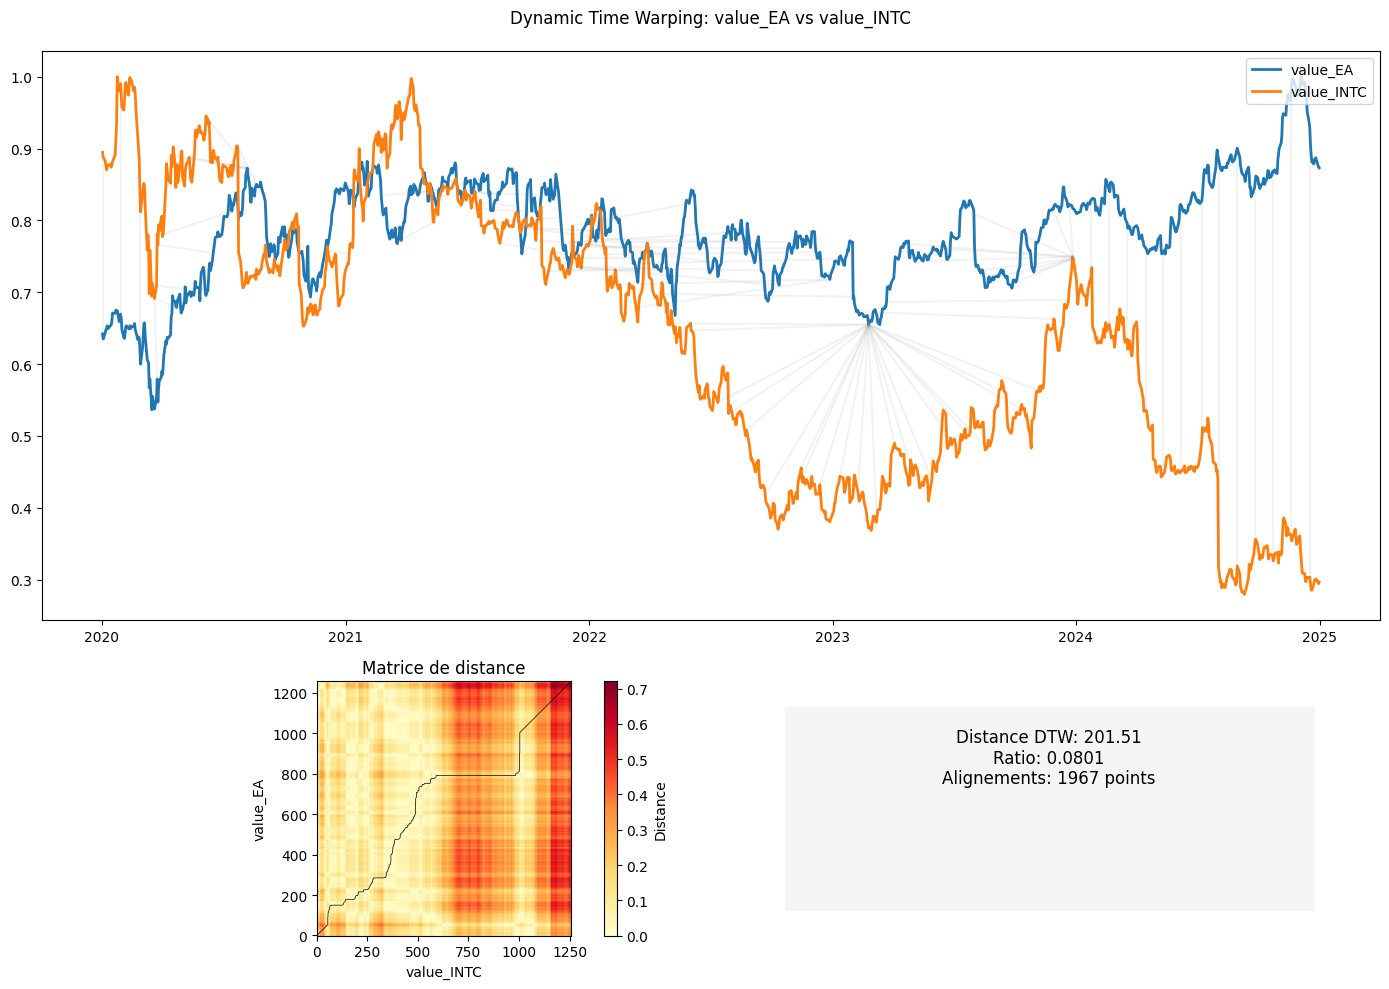 Dynamic Time Warping: value_EA vs value_INTC
value_EA
value_INTC
1.0
0.9
0.8
0.7
0.6
0.5
0.4
0.3
2020 2021 2022 2023 2024 2025
Matrice de distance
value_EA
1200
1000
800
600
400
200
0
0 250 500 750 1000 1250
value_INTC
0.7
0.6
0.5
0.4
0.3
0.2
0.1
0.0
Distance
Distance DTW: 201.51
Ratio: 0.0801
Alignements: 1967 points